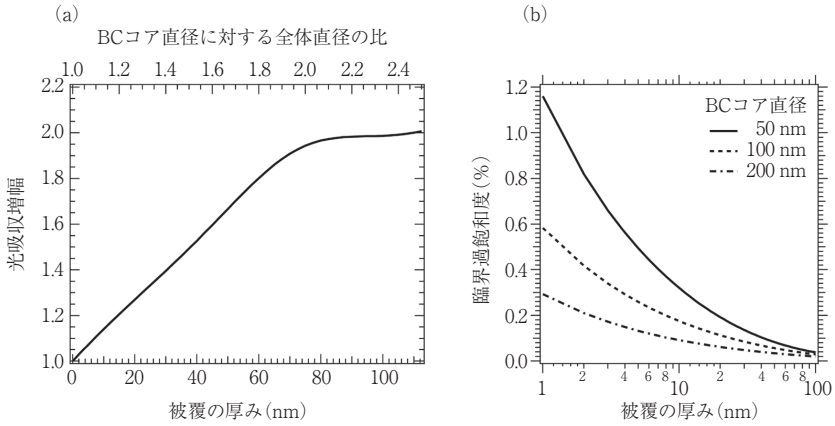 (a)
BCコア直径に対する全体直径の比
1.0 1.2 1.4 1.6 1.8 2.0 2.2 2.4
2.2
2.0
1.8
1.6
1.4
1.2
1.0
光吸収増幅
0 20 40 60 80 100
被覆の厚み(nm)
(b)
1.2
1.0
0.8
0.6
0.4
0.2
0.0
臨界過飽和度(%)
BCコア直径
50 nm
100 nm
200 nm
1 2 4 6 8 10 2 4 6 8 100
被覆の厚み(nm)